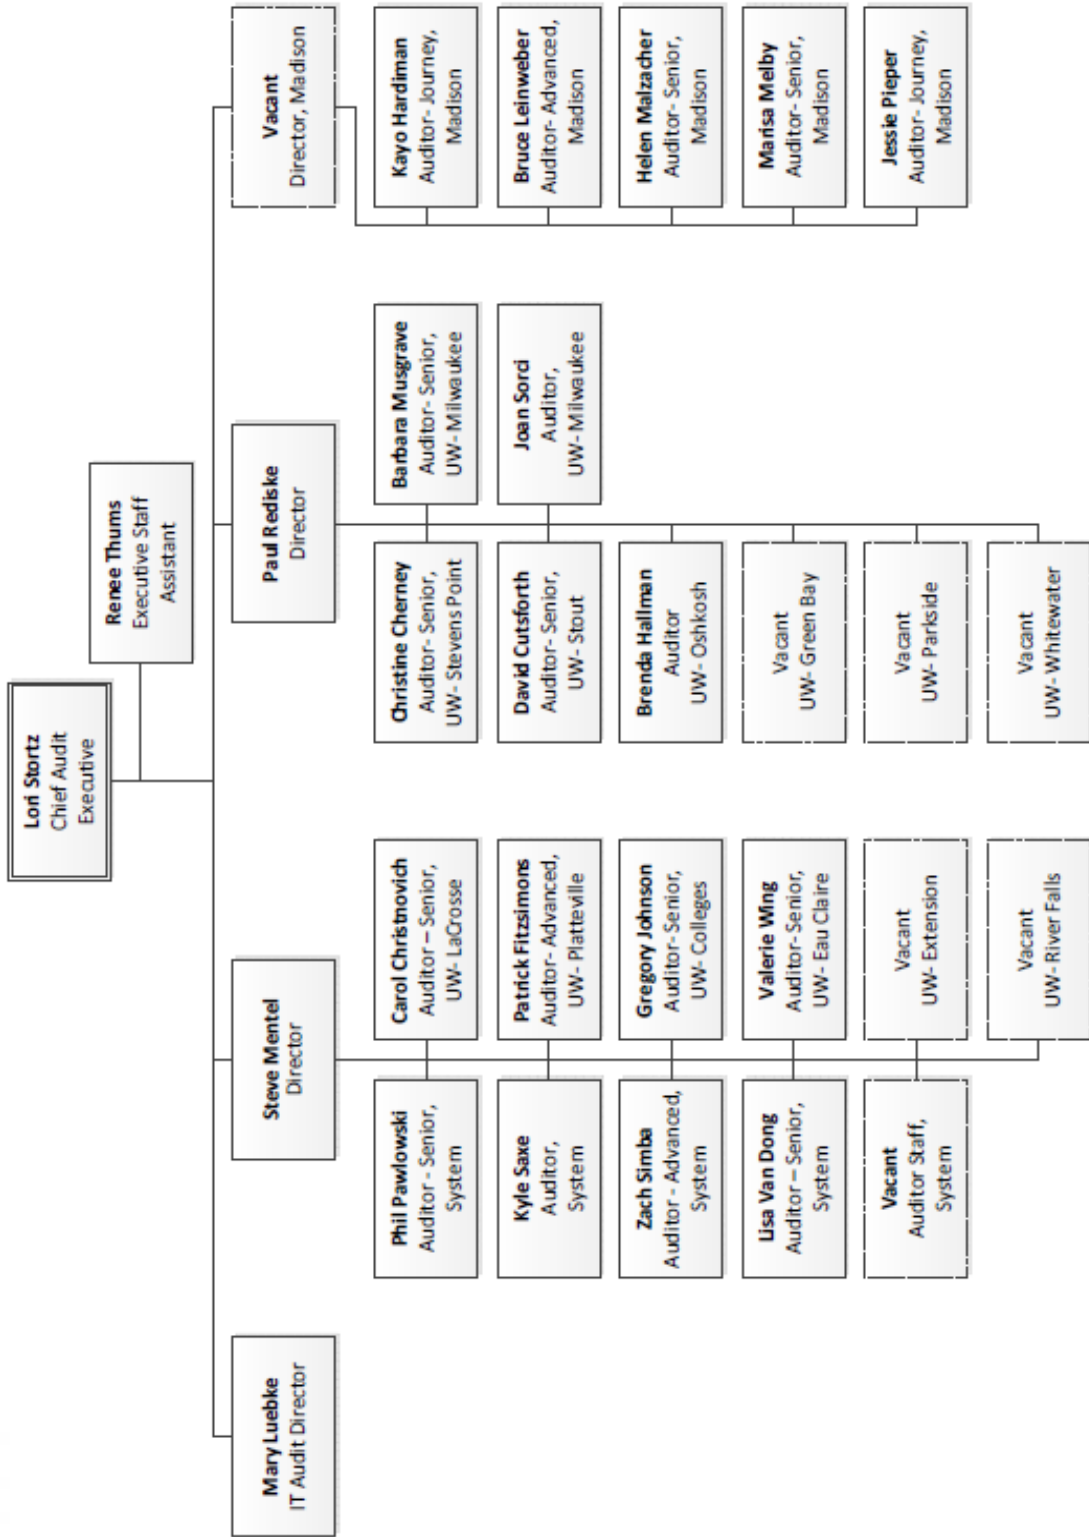 Lori Stortz
Chief Audit
Executive
Renee Thums
Executive Staff
Assistant
Mary Luebke
IT Audit Director
Steve Mentel
Director
Paul Rediske
Director
Vacant
Director, Madison
Phil Pawlowski
Auditor - Senior,
System
Carol Christnovich
Auditor – Senior,
UW- LaCrosse
Kyle Saxe
Auditor,
System
Patrick Fitzsimons
Auditor- Advanced,
UW- Platteville
Zach Simba
Auditor - Advanced,
System
Gregory Johnson
Auditor-Senior,
UW- Colleges
Lisa Van Dong
Auditor – Senior,
System
Valerie Wing
Auditor-Senior,
UW- Eau Claire
Vacant
Auditor Staff,
System
Vacant
UW- Extension
Vacant
UW-River Falls
Christine Cherney
Auditor- Senior,
UW- Stevens Point
Barbara Musgrave
Auditor- Senior,
UW- Milwaukee
David Cutsforth
Auditor- Senior,
UW- Stout
Joan Sorci
Auditor,
UW- Milwaukee
Brenda Hallman
Auditor
UW- Oshkosh
Vacant
UW- Green Bay
Vacant
UW- Parkside
Vacant
UW-Whitewater
Kayo Hardiman
Auditor- Journey,
Madison
Bruce Leinweber
Auditor- Advanced,
Madison
Helen Malzacher
Auditor- Senior,
Madison
Marisa Melby
Auditor- Senior,
Madison
Jessie Pieper
Auditor- Journey,
Madison